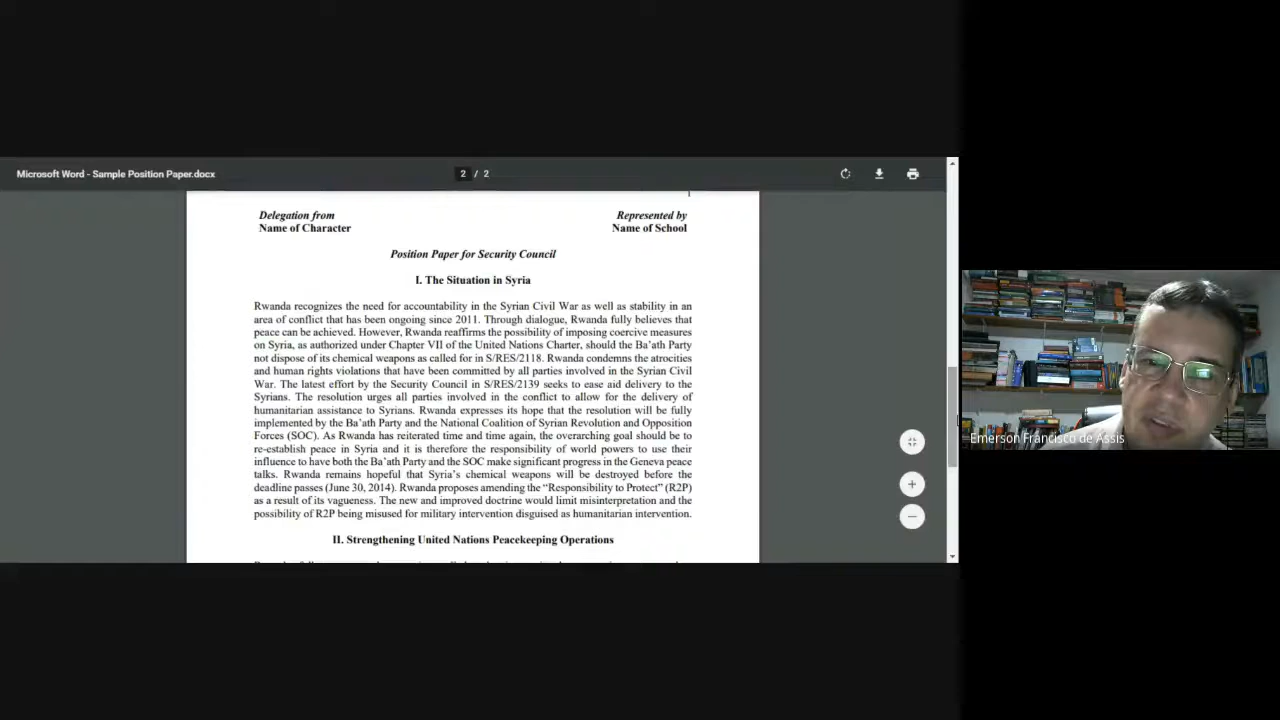 Microsoft Word - Sample Position Paper.docx
2 / 2
Delegation from
Represented by
Name of Character
Name of School
Position Paper for Security Council
I. The Situation in Syria
Rwanda recognizes the need for accountability in the Syrian Civil War as well as stability in an
area of conflict that has been ongoing since 2011. Through dialogue, Rwanda fully believes that
peace can be achieved. However, Rwanda reaffirms the possibility of imposing coercive measures
on Syria, as authorized under Chapter VII of the United Nations Charter, should the Ba’ath Party
not dispose of its chemical weapons as called for in S/RES/2118. Rwanda condemns the atrocities
and human rights violations that have been committed by all parties involved in the Syrian Civil
War. The latest effort by the Security Council in S/RES/2139 seeks to ease aid delivery to the
Syrians. The resolution urges all parties involved in the conflict to allow for the delivery of
humanitarian assistance to Syrians. Rwanda expresses its hope that the resolution will be fully
implemented by the Ba’ath Party and the National Coalition of Syrian Revolution and Opposition
Forces (SOC). As Rwanda has reiterated time and time again, the overarching goal should be to
re-establish peace in Syria and it is therefore the responsibility of world powers to use their
influence to have both the Ba’ath Party and the SOC make significant progress in the Geneva peace
talks. Rwanda remains hopeful that Syria’s chemical weapons will be destroyed before the
deadline passes (June 30, 2014). Rwanda proposes amending the “Responsibility to Protect” (R2P)
as a result of its vagueness. The new and improved doctrine would limit misinterpretation and the
possibility of R2P being misused for military intervention disguised as humanitarian intervention.
II. Strengthening United Nations Peacekeeping Operations
Emerson Francisco de Assis